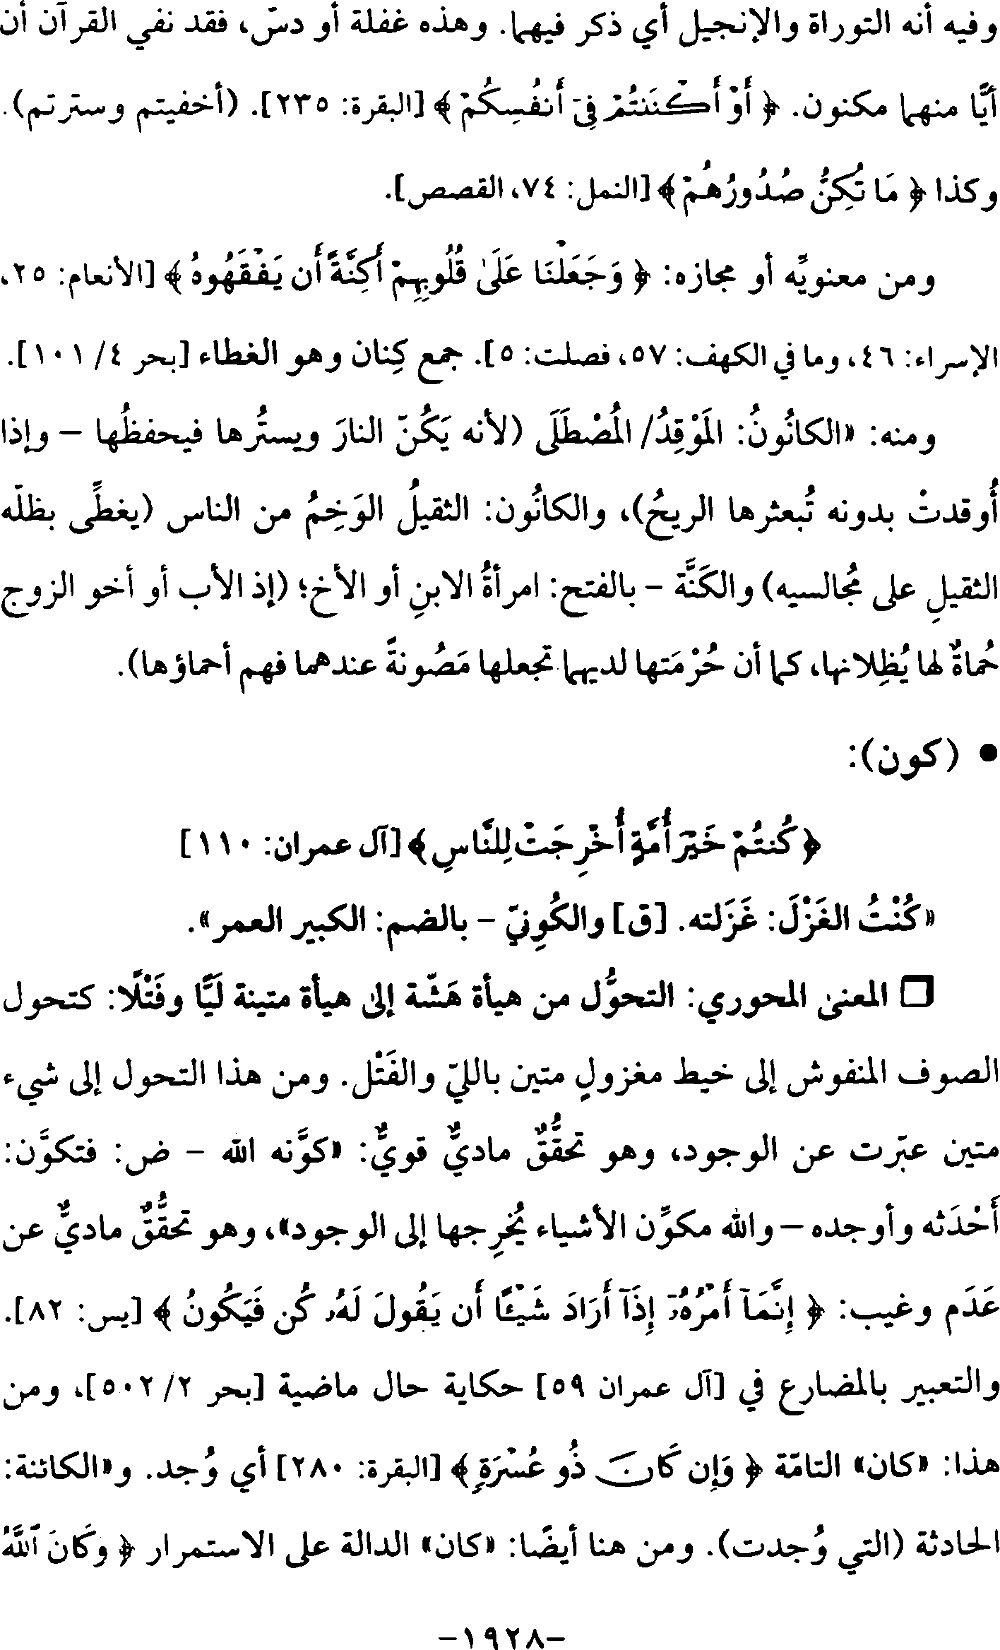 وفيه أنه التوراة والإنجيل أي ذكر فيهما. وهذه غفلة أو دسّ، فقد نفي القرآن أن
أيًّا منهما مكنون. ﴿ أَوْ أَكْنَنتُمْ فِىٓ أَنفُسِكُمْ ﴾ [البقرة: ٢٣٥]. (أخفيتم وسترتم).
وكذا ﴿ مَا تُكِنُّ صُدُورُهُمْ ﴾ [النمل: ٧٤، القصص].
ومن معنويِّه أو مجازه: ﴿ وَجَعَلْنَا عَلَىٰ قُلُوبِهِمْ أَكِنَّةً أَن يَفْقَهُوهُ ﴾ [الأنعام: ٢٥،
الإسراء: ٤٦، وما في الكهف: ٥٧، فصلت: ٥]. جمع كِنان وهو الغطاء [بحر ٤/ ١٠١].
ومنه: «الكانُونُ: المَوْقِدُ/ المُصْطَلَى (لأنه يَكُنّ النارَ ويستُرها فيحفظُها – وإذا
أُوقدتْ بدونه تُبعثرها الريحُ)، والكانُون: الثقيلُ الوَخِمُ من الناس (يغطِّى بظلّه
الثقيلِ على مُجالسيه) والكَنَّة – بالفتح: امرأةُ الابنِ أو الأخ؛ (إذ الأب أو أخو الزوج
حُماةٌ لها يُظِلانها، كما أن حُرْمَتها لديهما تجعلها مَصُونةً عندهما فهم أحماؤها).
• (كون):
﴿ كُنتُمْ خَيْرَ أُمَّةٍ أُخْرِجَتْ لِلنَّاسِ ﴾ [آل عمران: ١١٠]
«كُنْتُ الغَزْلَ: غَزَلته. [ق] والكُونِيّ – بالضم: الكبير العمر».
□ المعنى المحوري: التحوُّل من هيأة هَشّة إلى هيأة متينة لَيًّا وفَتْلًا: كتحول
الصوف المنفوش إلى خيط مغزولٍ متين بالليّ والفَتْل. ومن هذا التحول إلى شيء
متين عبّرت عن الوجود، وهو تحقُّقٌ ماديٌّ قويٌّ: «كوَّنه الله – ض: فتكوَّن:
أَحْدَثه وأوجده – والله مكوِّن الأشياء يُخرِجها إلى الوجود»، وهو تحقُّقٌ ماديٌّ عن
عَدَم وغيب: ﴿ إِنَّمَآ أَمْرُهُۥٓ إِذَآ أَرَادَ شَيْـًٔا أَن يَقُولَ لَهُۥ كُن فَيَكُونُ ﴾ [يس: ٨٢].
والتعبير بالمضارع في [آل عمران ٥٩] حكاية حال ماضية [بحر ٢/ ٥٠٢]، ومن
هذا: «كان» التامّة ﴿ وَإِن كَانَ ذُو عُسْرَةٍ ﴾ [البقرة: ٢٨٠] أي وُجد. و«الكائنة:
الحادثة (التي وُجدت). ومن هنا أيضًا: «كان» الدالة على الاستمرار ﴿ وَكَانَ ٱللَّهُ
–١٩٢٨–